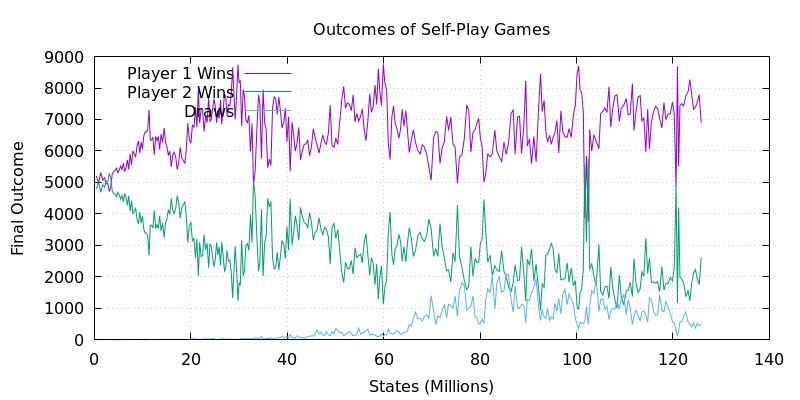 Outcomes of Self-Play Games
Player 1 Wins
Player 2 Wins
Draws
Final Outcome
9000
8000
7000
6000
5000
4000
3000
2000
1000
0
0 20 40 60 80 100 120 140
States (Millions)